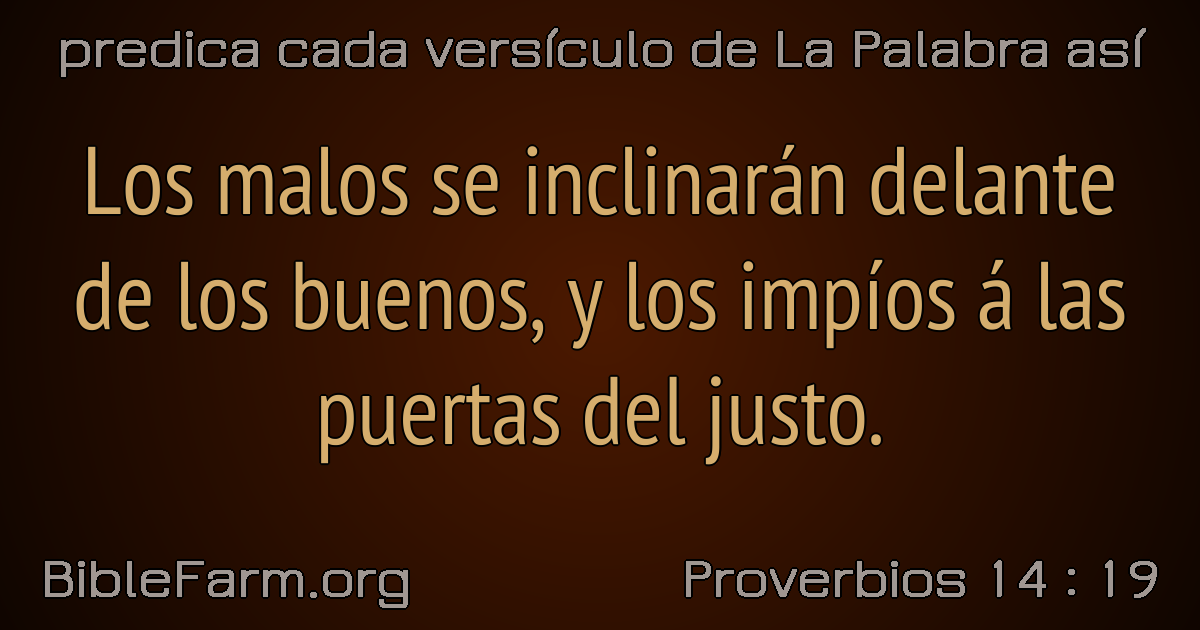 predica cada versículo de La Palabra así
Los malos se inclinarán delante
de los buenos, y los impíos á las
puertas del justo.
BibleFarm.org
Proverbios 14 : 19